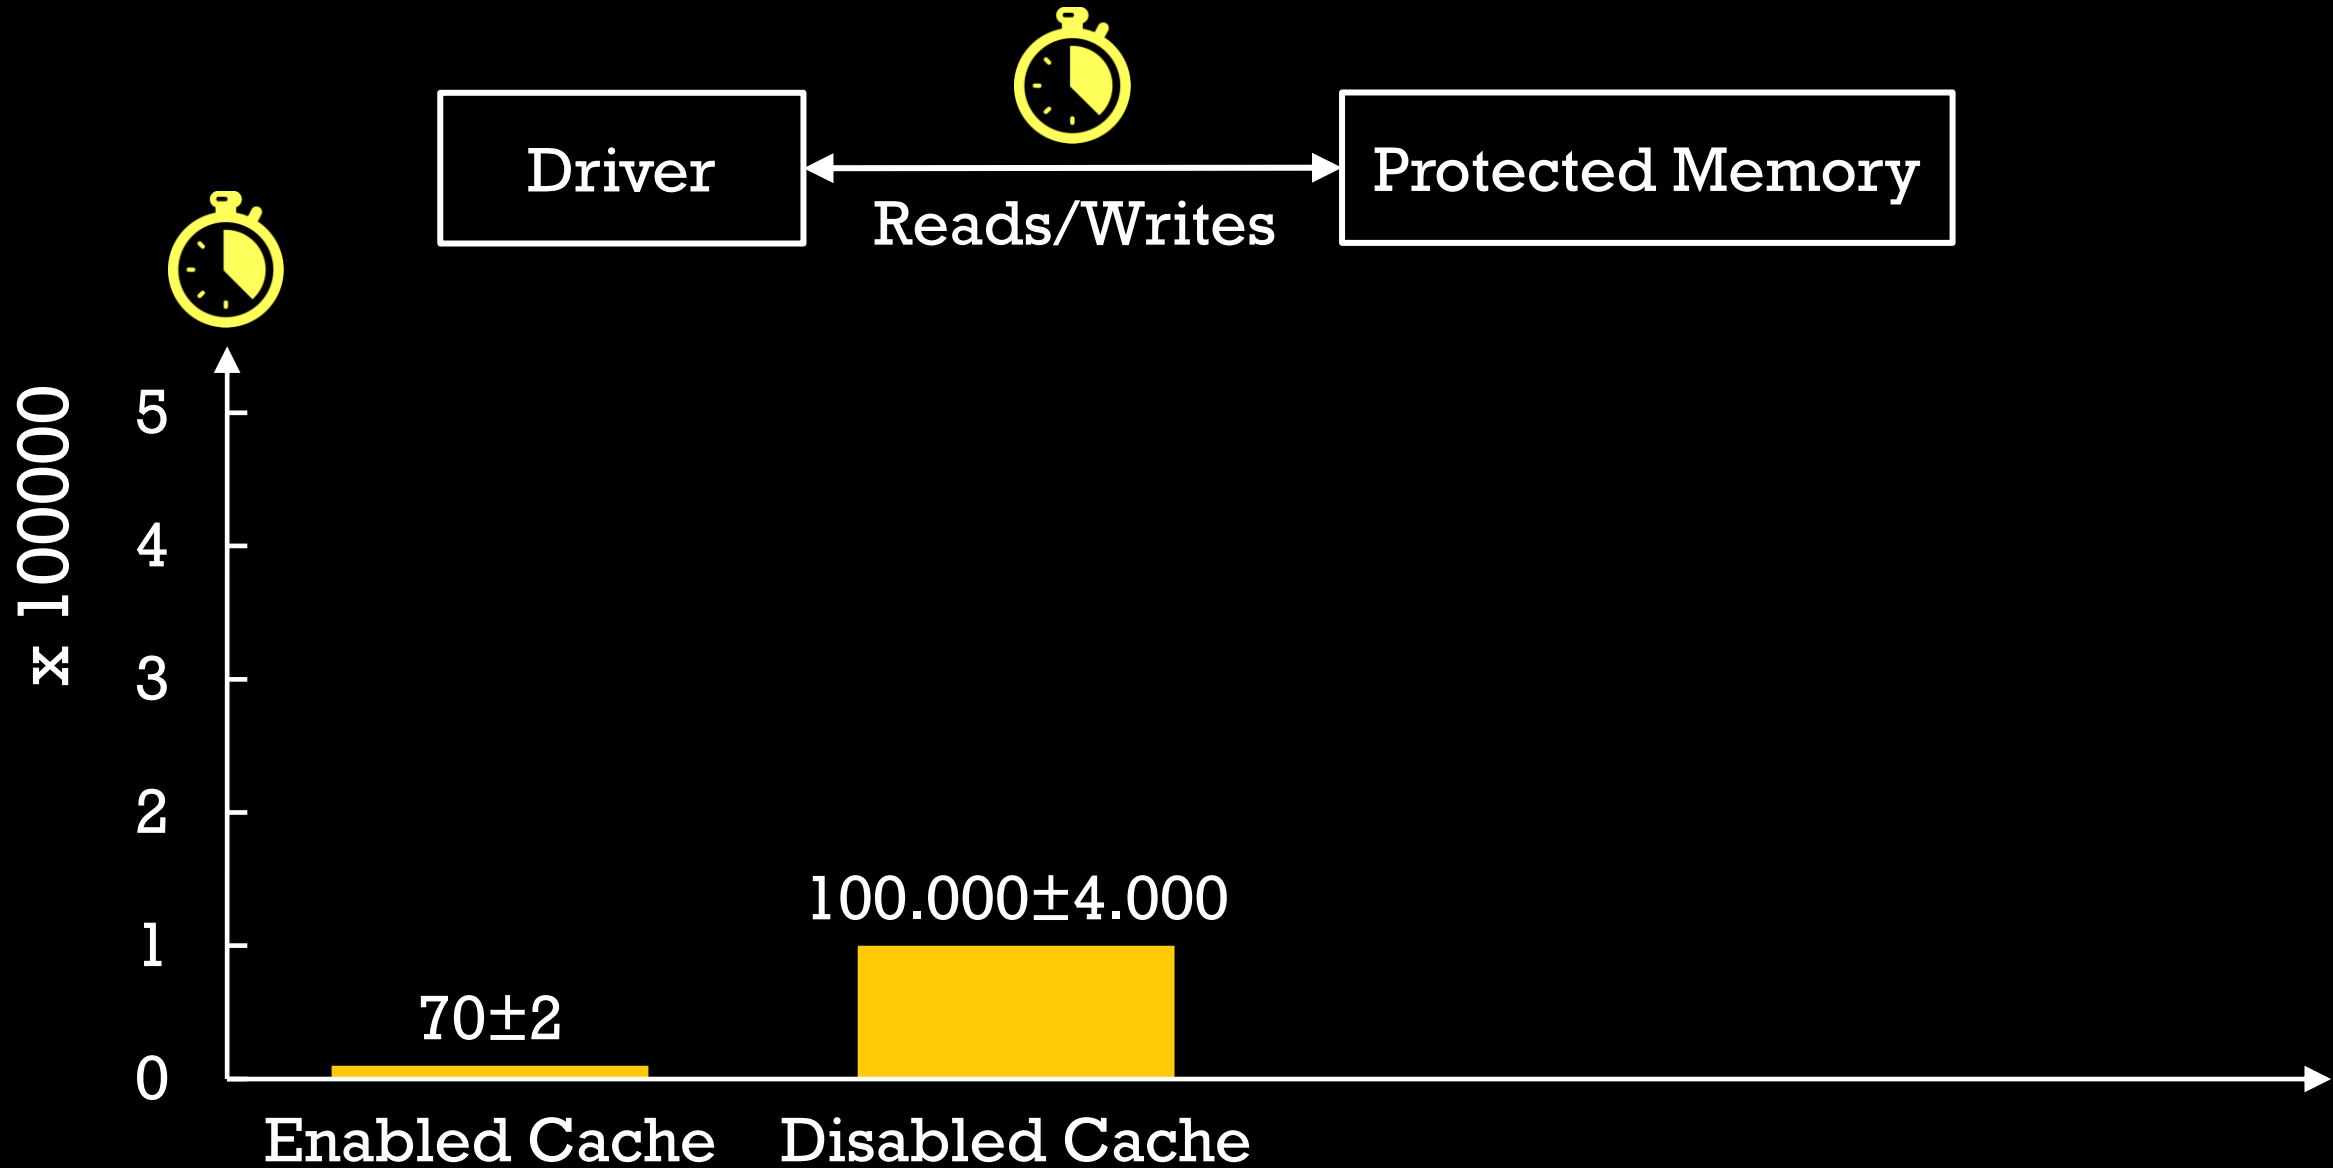 Driver
Reads/Writes
Protected Memory
x 100000
5
4
3
2
1
0
100.000±4.000
70±2
Enabled Cache
Disabled Cache